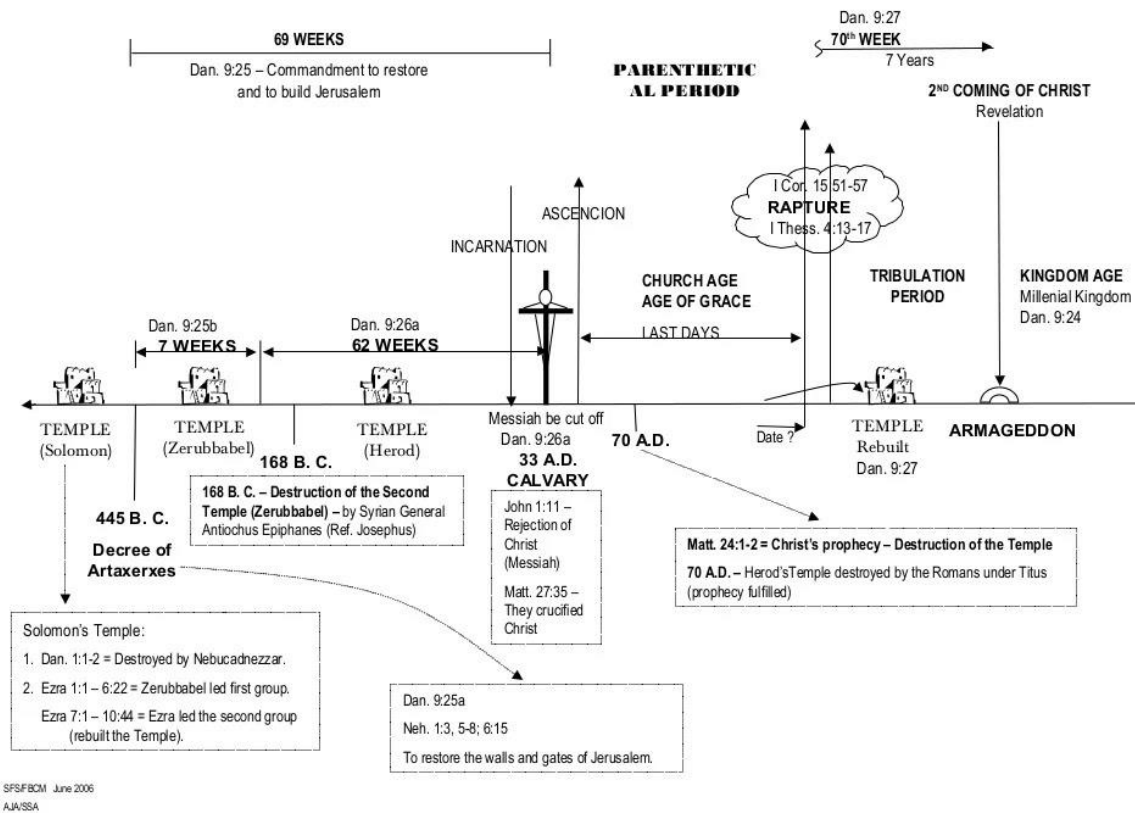 69 WEEKS
Dan. 9:25 – Commandment to restore
and to build Jerusalem
PARENTHETIC
AL PERIOD
Dan. 9:27
70th WEEK
7 Years
2ND COMING OF CHRIST
Revelation
I Cor. 15:51-57
RAPTURE
I Thess. 4:13-17
ASCENCION
INCARNATION
CHURCH AGE
AGE OF GRACE
LAST DAYS
TRIBULATION
PERIOD
KINGDOM AGE
Millenial Kingdom
Dan. 9:24
Dan. 9:25b
7 WEEKS
Dan. 9:26a
62 WEEKS
TEMPLE
(Solomon)
TEMPLE
(Zerubbabel)
TEMPLE
(Herod)
Messiah be cut off
Dan. 9:26a
33 A.D.
CALVARY
70 A.D.
Date ?
TEMPLE
Rebuilt
Dan. 9:27
ARMAGEDDON
168 B. C.
168 B. C. – Destruction of the Second
Temple (Zerubbabel) – by Syrian General
Antiochus Epiphanes (Ref. Josephus)
445 B. C.
Decree of
Artaxerxes
John 1:11 –
Rejection of
Christ
(Messiah)
Matt. 27:35 –
They crucified
Christ
Matt. 24:1-2 = Christ's prophecy – Destruction of the Temple
70 A.D. – Herod'sTemple destroyed by the Romans under Titus
(prophecy fulfilled)
Solomon's Temple:
1. Dan. 1:1-2 = Destroyed by Nebucadnezzar.
2. Ezra 1:1 – 6:22 = Zerubbabel led first group.
Ezra 7:1 – 10:44 = Ezra led the second group
(rebuilt the Temple).
Dan. 9:25a
Neh. 1:3, 5-8; 6:15
To restore the walls and gates of Jerusalem.
SFS/FBCM June 2006
AJA/SSA